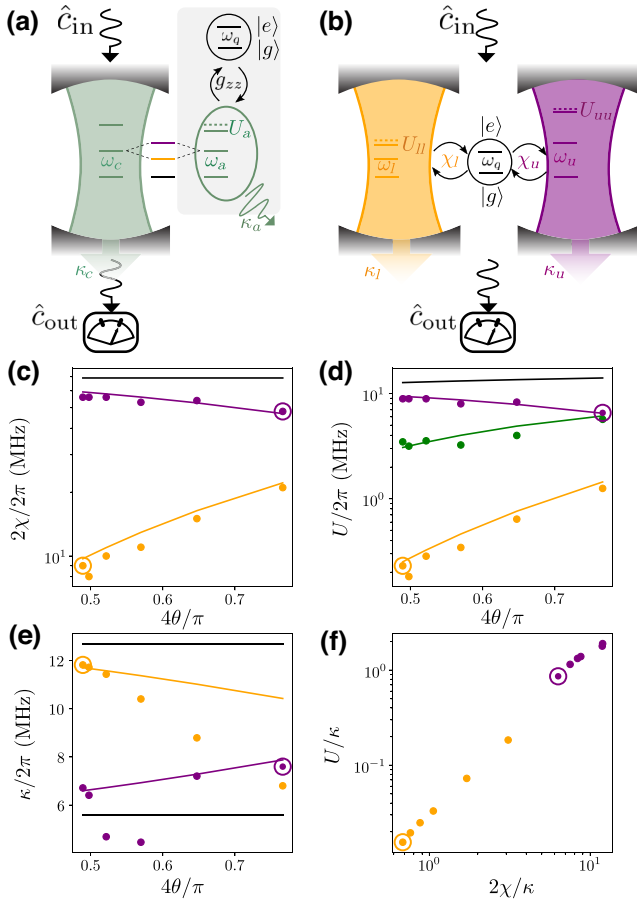 (a)
ĉin
|e⟩
ωq
|g⟩
gzz
Ua
ωc
ωa
κa
κc
ĉout
(b)
ĉin
Uuu
|e⟩
Ull
χl
ωq
χu
ωu
ωl
|g⟩
κl
κu
ĉout
(c)
2χ/2π (MHz)
10¹
0.5 0.6 0.7
4θ/π
(d)
U/2π (MHz)
10¹
10⁰
0.5 0.6 0.7
4θ/π
(e)
κ/2π (MHz)
12
10
8
6
0.5 0.6 0.7
4θ/π
(f)
U/κ
10⁰
10⁻¹
10⁰ 10¹
2χ/κ